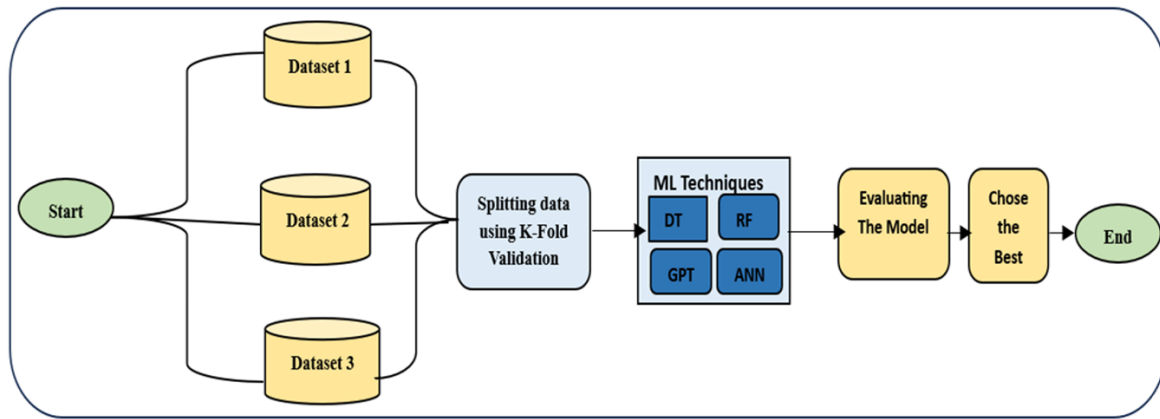 Start
Dataset 1
Dataset 2
Dataset 3
Splitting data
using K-Fold
Validation
ML Techniques
DT
RF
GPT
ANN
Evaluating
The Model
Chose
the
Best
End